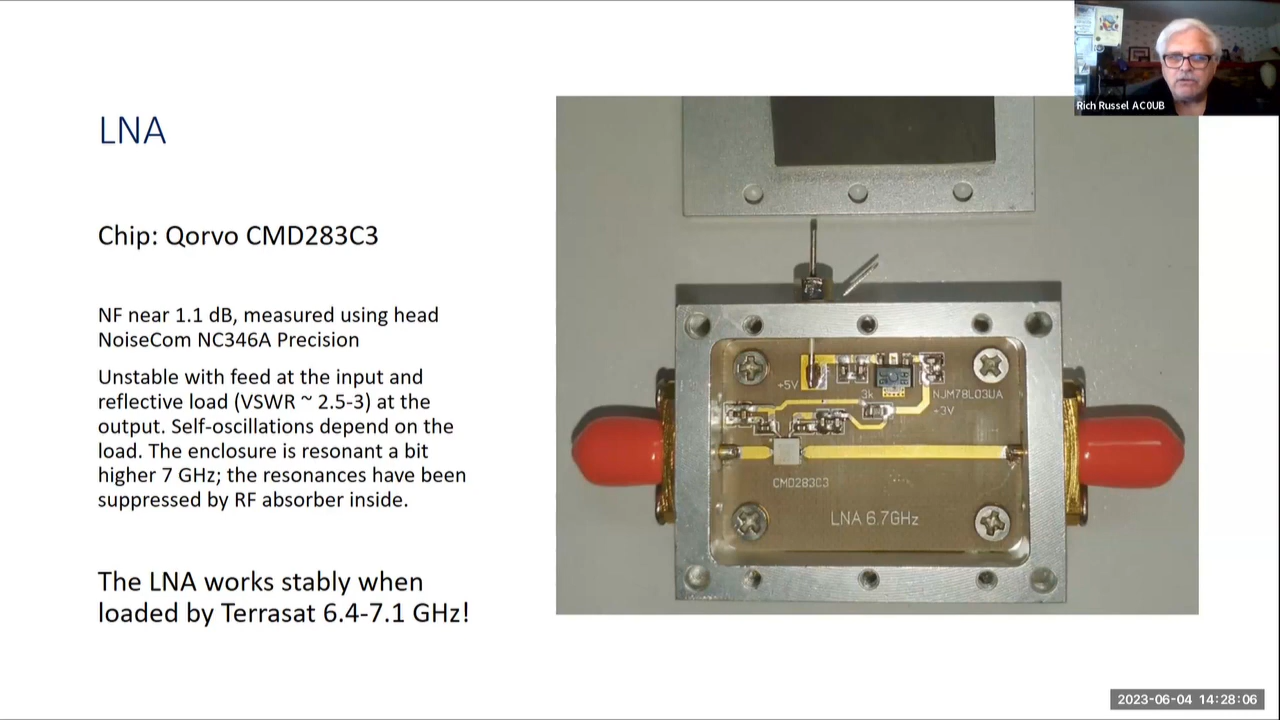 Rich Russel AC0UB
LNA
Chip: Qorvo CMD283C3
NF near 1.1 dB, measured using head
NoiseCom NC346A Precision
Unstable with feed at the input and
reflective load (VSWR ~ 2.5-3) at the
output. Self-oscillations depend on the
load. The enclosure is resonant a bit
higher 7 GHz; the resonances have been
suppressed by RF absorber inside.
The LNA works stably when
loaded by Terrasat 6.4-7.1 GHz!
+5V
3k
NJM78L03UA
+3V
CMD283C3
LNA 6.7GHz
2023-06-04 14:28:06